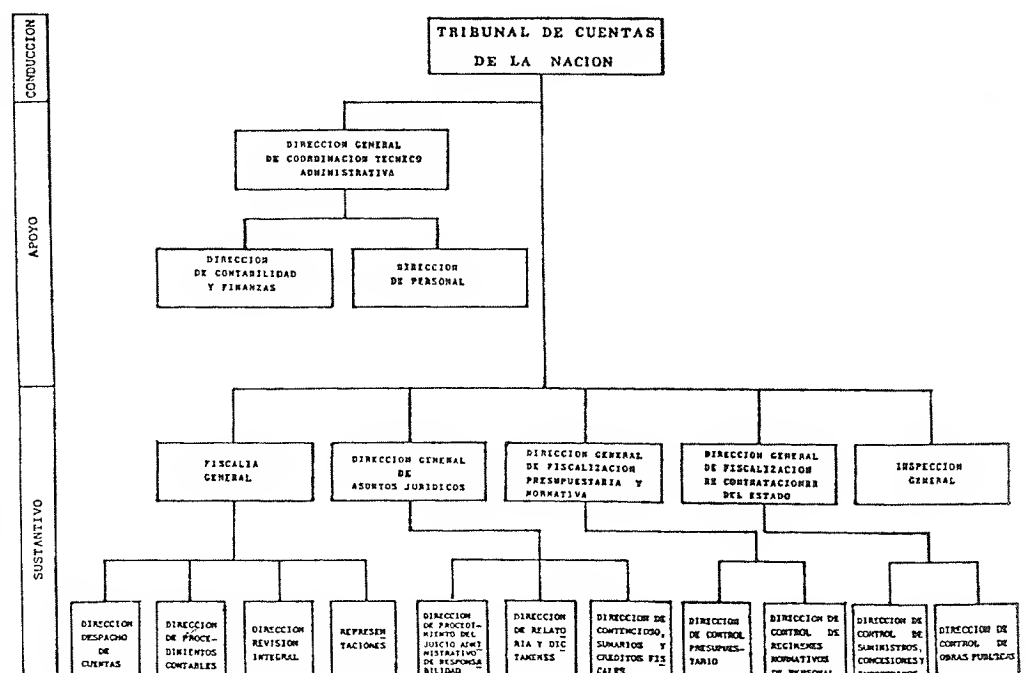 CONDUCCION
TRIBUNAL DE CUENTAS
DE LA NACION
APOYO
DIRECCION GENERAL
DE COORDINACION TECNICO
ADMINISTRATIVA
DIRECCION
DE CONTABILIDAD
Y FINANZAS
DIRECCION
DE PERSONAL
SUSTANTIVO
FISCALIA
GENERAL
DIRECCION GENERAL
DE
ASUNTOS JURIDICOS
DIRECCION GENERAL
DE FISCALIZACION
PRESUPUESTARIA Y
NORMATIVA
DIRECCION GENERAL
DE FISCALIZACION
DE CONTRATACIONES
DEL ESTADO
INSPECCION
GENERAL
DIRECCION
DESPACHO
DE
CUENTAS
DIRECCION
DE PROCE-
DIMIENTOS
CONTABLES
DIRECCION
REVISION
INTEGRAL
REPRESEN
TACIONES
DIRECCION
DE PROCEDI-
MIENTO DEL
JUICIO ADMI
NISTRATIVO
DE RESPONSA
BILIDAD
DIRECCION
DE RELATO
RIA Y DIC
TAMENES
DIRECCION DE
CONTENCIOSO,
SUMARIOS Y
CREDITOS FIS
CALES
DIRECCION
DE CONTROL
PRESUPUES-
TARIO
DIRECCION DE
CONTROL DE
REGIMENES
NORMATIVOS
DE PERSONAL
DIRECCION DE
CONTROL DE
SUMINISTROS,
CONCESIONES Y
DIRECCION DE
CONTROL DE
OBRAS PUBLICAS